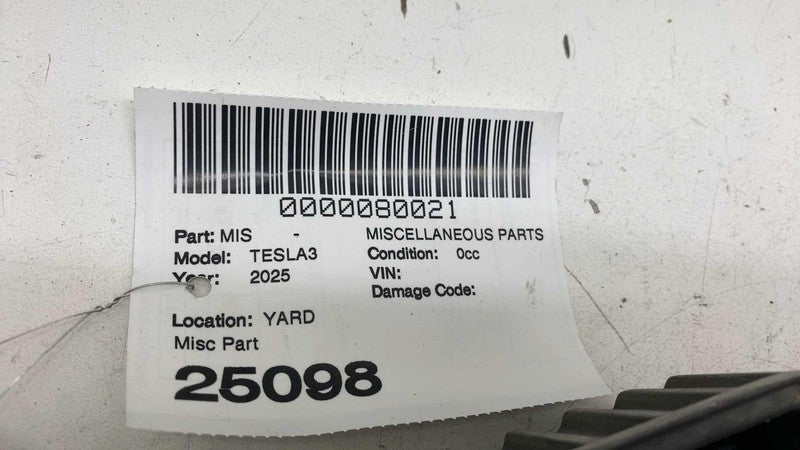 0000080021
Part: MIS - MISCELLANEOUS PARTS
Model: TESLA3 Condition: 0cc
Year: 2025 VIN:
Damage Code:
Location: YARD
Misc Part
25098